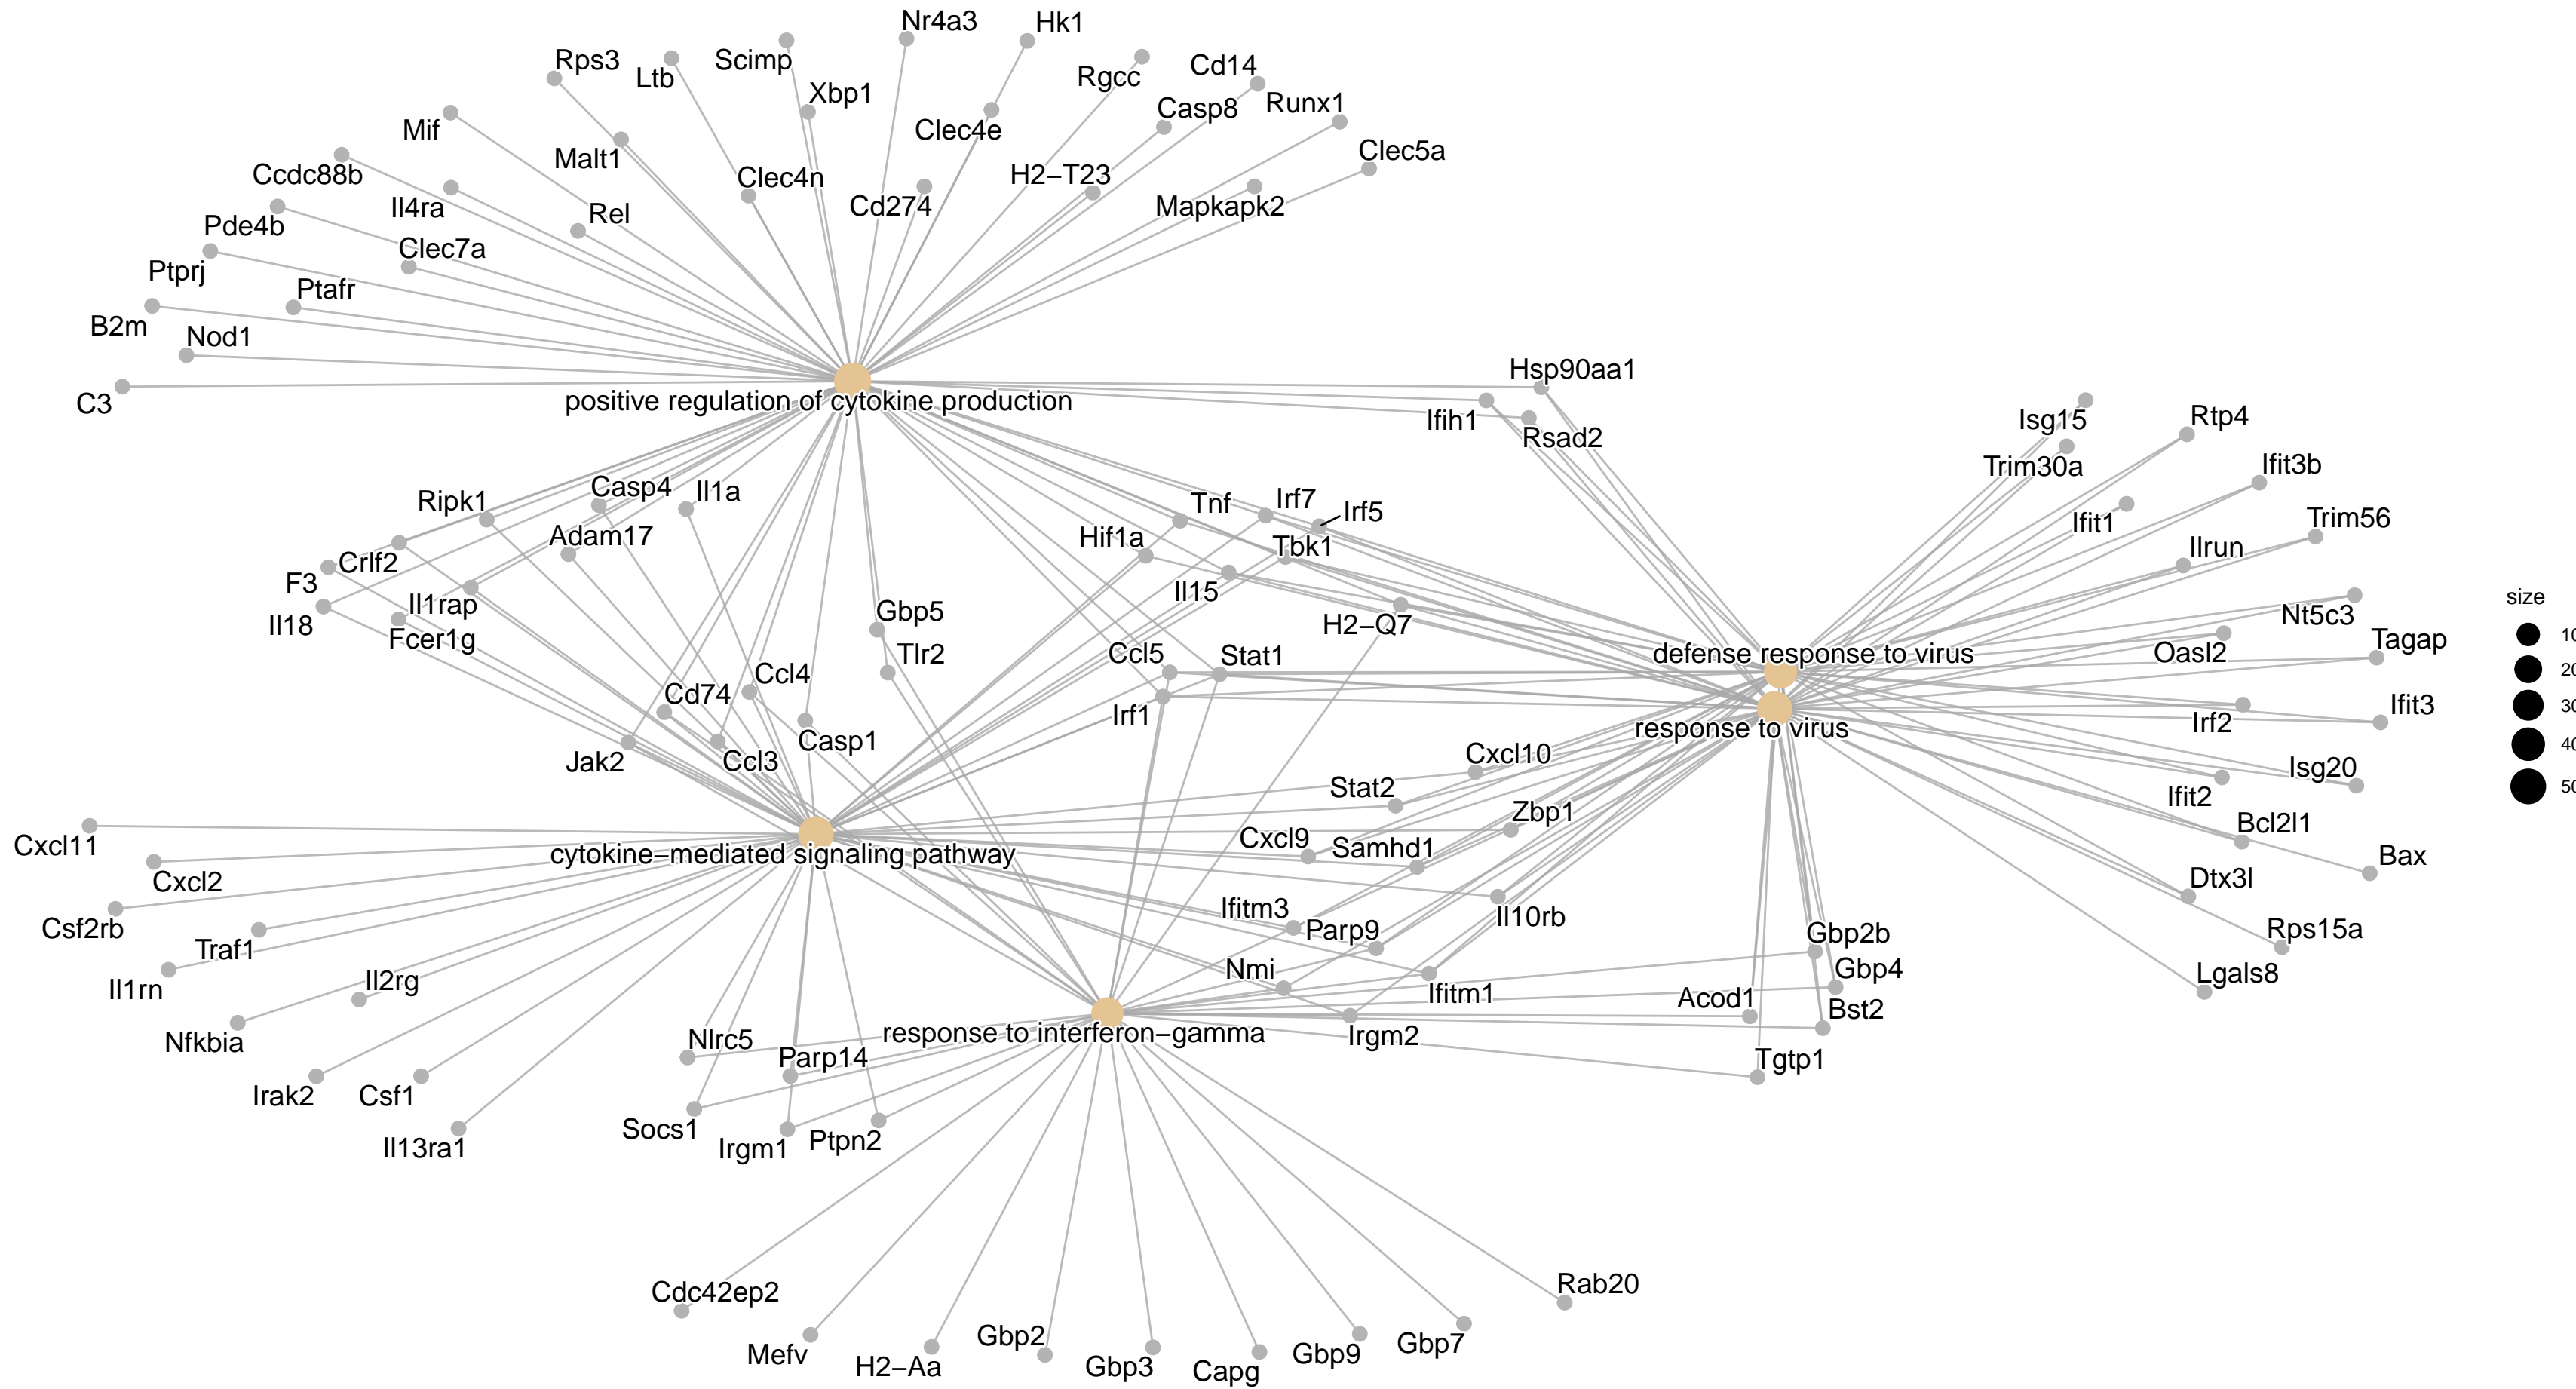 Nr4a3
Hk1
Rps3
Ltb
Scimp
Rgcc
Cd14
Xbp1
Casp8
Runx1
Mif
Malt1
Clec4e
Clec5a
Ccdc88b
Clec4n
H2−T23
Il4ra
Rel
Cd274
Mapkapk2
Pde4b
Clec7a
Ptprj
Ptafr
B2m
Nod1
C3
positive regulation of cytokine production
Hsp90aa1
Ifih1
Rsad2
Isg15
Rtp4
Trim30a
Ifit3b
Ripk1
Casp4
Il1a
Tnf
Irf7
Irf5
Ifit1
Trim56
Adam17
Hif1a
Tbk1
Ilrun
Crlf2
F3
Il15
size
Il1rap
Il18
Fcer1g
Gbp5
H2−Q7
Nt5c3
10
Tlr2
Ccl5
Stat1
defense response to virus
Oasl2
Tagap
20
Ccl4
Cd74
Irf1
response to virus
Irf2
Ifit3
30
Casp1
Jak2
Ccl3
Cxcl10
Stat2
Isg20
Ifit2
40
50
Zbp1
Bcl2l1
Cxcl11
Cxcl9
Samhd1
cytokine−mediated signaling pathway
Bax
Cxcl2
Dtx3l
Csf2rb
Ifitm3
Il10rb
Traf1
Parp9
Gbp2b
Rps15a
Il1rn
Il2rg
Nmi
Gbp4
Lgals8
Ifitm1
Acod1
Bst2
Nfkbia
Nlrc5
response to interferon−gamma
Irgm2
Parp14
Tgtp1
Irak2
Csf1
Socs1
Il13ra1
Irgm1
Ptpn2
Cdc42ep2
Rab20
Mefv
H2−Aa
Gbp2
Gbp3
Capg
Gbp9
Gbp7